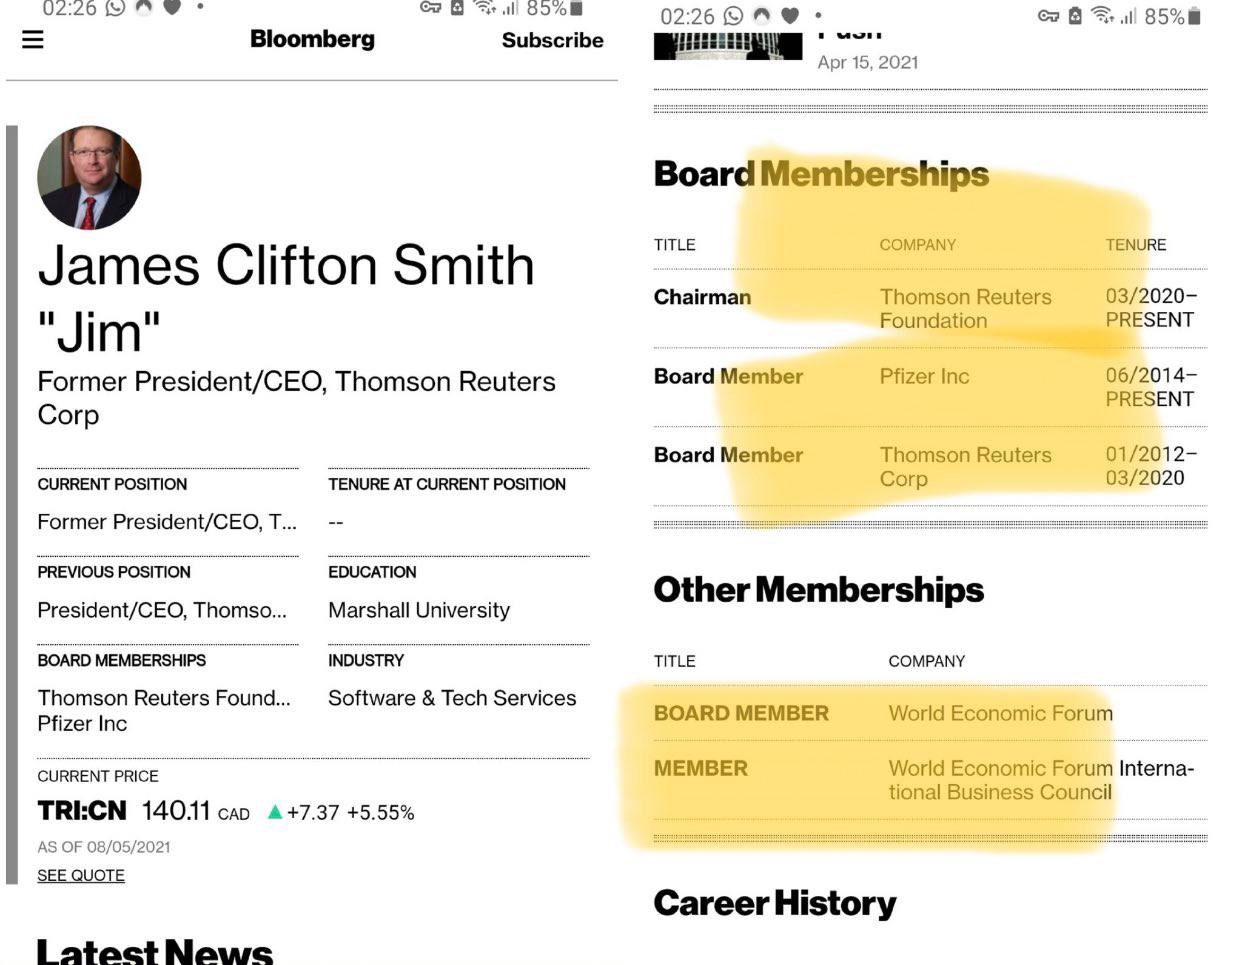 02:26
85%
Bloomberg
Subscribe
James Clifton Smith
"Jim"
Former President/CEO, Thomson Reuters
Corp
CURRENT POSITION
TENURE AT CURRENT POSITION
Former President/CEO, T...
--
PREVIOUS POSITION
EDUCATION
President/CEO, Thomso...
Marshall University
BOARD MEMBERSHIPS
INDUSTRY
Thomson Reuters Found...
Pfizer Inc
Software & Tech Services
CURRENT PRICE
TRI:CN 140.11 CAD ▲+7.37 +5.55%
AS OF 08/05/2021
SEE QUOTE
Latest News
02:26
85%
Push
Apr 15, 2021
Board Memberships
TITLE COMPANY TENURE
Chairman Thomson Reuters 03/2020–
Foundation PRESENT
Board Member Pfizer Inc 06/2014–
PRESENT
Board Member Thomson Reuters 01/2012–
Corp 03/2020
Other Memberships
TITLE COMPANY
BOARD MEMBER World Economic Forum
MEMBER World Economic Forum Interna-
tional Business Council
Career History